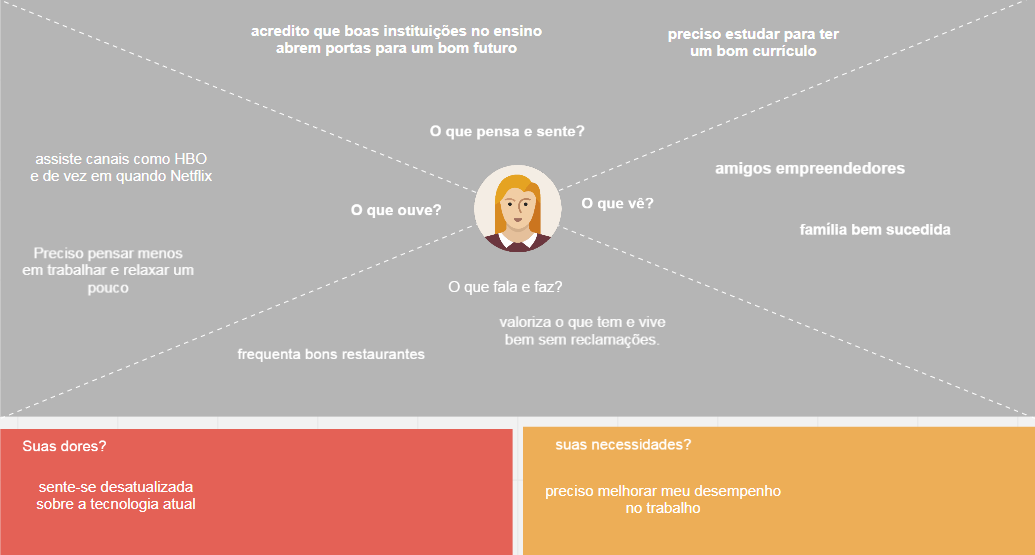 acredito que boas instituições no ensino
abrem portas para um bom futuro
preciso estudar para ter
um bom currículo
O que pensa e sente?
assiste canais como HBO
e de vez em quando Netflix
amigos empreendedores
O que ouve?
O que vê?
família bem sucedida
Preciso pensar menos
em trabalhar e relaxar um
pouco
O que fala e faz?
valoriza o que tem e vive
bem sem reclamações.
frequenta bons restaurantes
Suas dores?
sente-se desatualizada
sobre a tecnologia atual
suas necessidades?
preciso melhorar meu desempenho
no trabalho